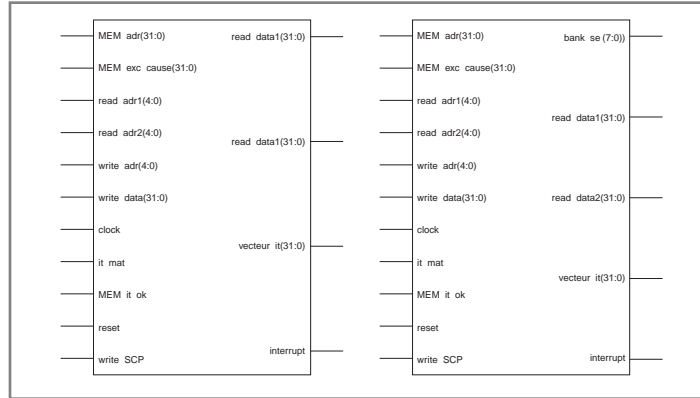 MEM adr(31:0)
read data1(31:0)
MEM exc cause(31:0)
read adr1(4:0)
read adr2(4:0)
read data1(31:0)
write adr(4:0)
write data(31:0)
clock
vecteur it(31:0)
it mat
MEM it ok
reset
interrupt
write SCP
MEM adr(31:0)
bank se (7:0))
MEM exc cause(31:0)
read adr1(4:0)
read data1(31:0)
read adr2(4:0)
write adr(4:0)
write data(31:0)
read data2(31:0)
clock
it mat
vecteur it(31:0)
MEM it ok
reset
write SCP
interrupt